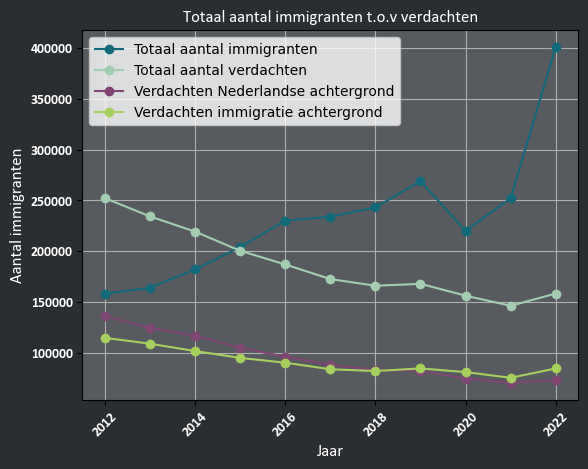 Totaal aantal immigranten t.o.v verdachten
Totaal aantal immigranten
Totaal aantal verdachten
Verdachten Nederlandse achtergrond
Verdachten immigratie achtergrond
400000
350000
300000
250000
200000
150000
100000
Aantal immigranten
2012
2014
2016
2018
2020
2022
Jaar